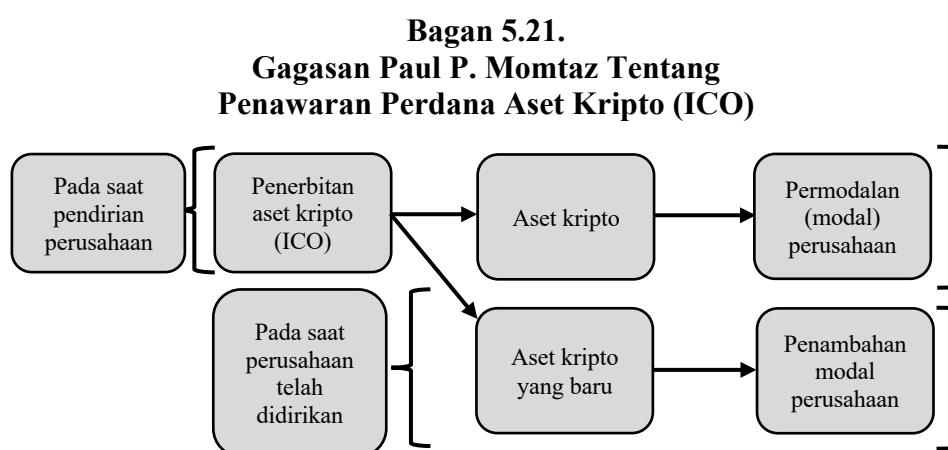 Bagan 5.21.
Gagasan Paul P. Momtaz Tentang
Penawaran Perdana Aset Kripto (ICO)
Pada saat
pendirian
perusahaan
Penerbitan
aset kripto
(ICO)
Aset kripto
Permodalan
(modal)
perusahaan
Pada saat
perusahaan
telah
didirikan
Aset kripto
yang baru
Penambahan
modal
perusahaan